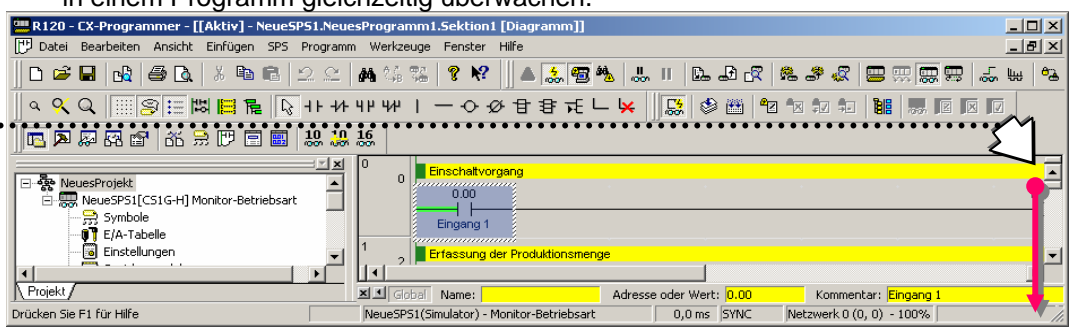 in einem Programm gleichzeitig überwachen.
R120 - CX-Programmer - [[Aktiv] - NeueSPS1.NeuesProgramm1.Sektion1 [Diagramm]]
Datei Bearbeiten Ansicht Einfügen SPS Programm Werkzeuge Fenster Hilfe
10 10 16
0
0
Einschaltvorgang
NeuesProjekt
0.00
NeueSPS1[CS1G-H] Monitor-Betriebsart
Symbole
Eingang 1
E/A-Tabelle
1
2
Erfassung der Produktionsmenge
Einstellungen
Projekt
Global Name: Adresse oder Wert: 0.00 Kommentar: Eingang 1
Drücken Sie F1 für Hilfe NeueSPS1(Simulator) - Monitor-Betriebsart 0,0 ms SYNC Netzwerk 0 (0, 0) - 100%